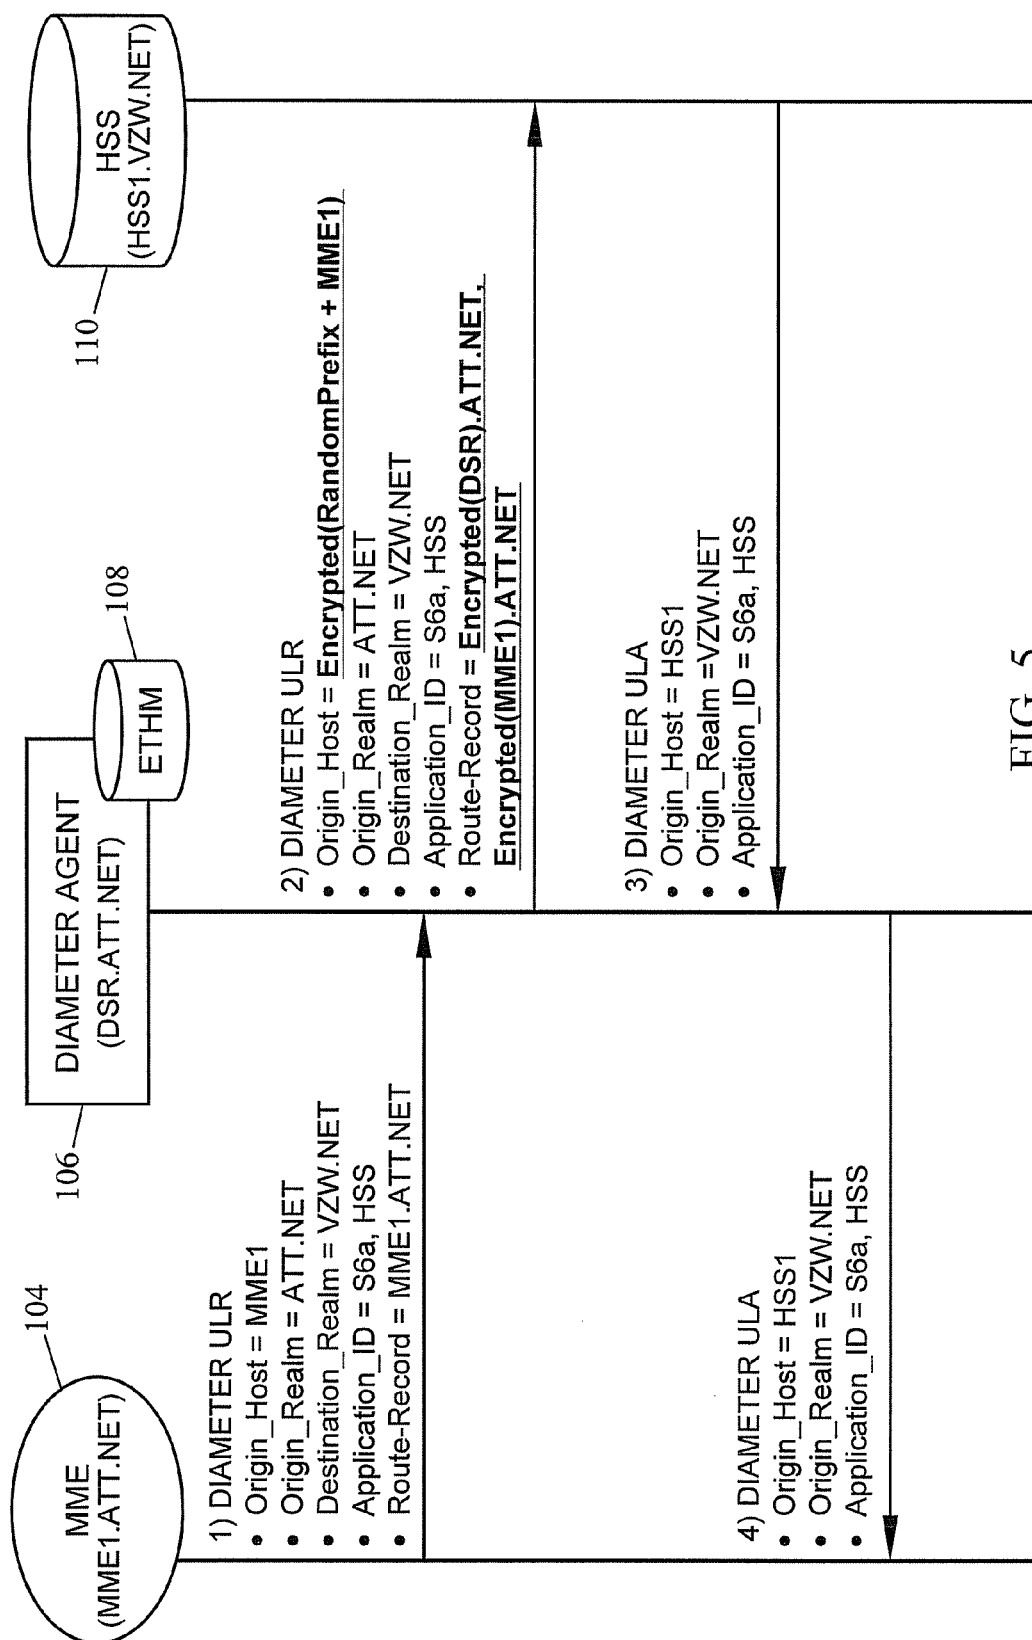 MME
(MME1.ATT.NET)
104
DIAMETER AGENT
(DSR.ATT.NET)
106
ETHM
108
HSS
(HSS1.VZW.NET)
110
1) DIAMETER ULR
• Origin_Host = MME1
• Origin_Realm = ATT.NET
• Destination_Realm = VZW.NET
• Application_ID = S6a, HSS
• Route-Record = MME1.ATT.NET
2) DIAMETER ULR
• Origin_Host = Encrypted(RandomPrefix + MME1)
• Origin_Realm = ATT.NET
• Destination_Realm = VZW.NET
• Application_ID = S6a, HSS
• Route-Record = Encrypted(DSR).ATT.NET,
Encrypted(MME1).ATT.NET
3) DIAMETER ULA
• Origin_Host = HSS1
• Origin_Realm =VZW.NET
• Application_ID = S6a, HSS
4) DIAMETER ULA
• Origin_Host = HSS1
• Origin_Realm = VZW.NET
• Application_ID = S6a, HSS
FIG. 5